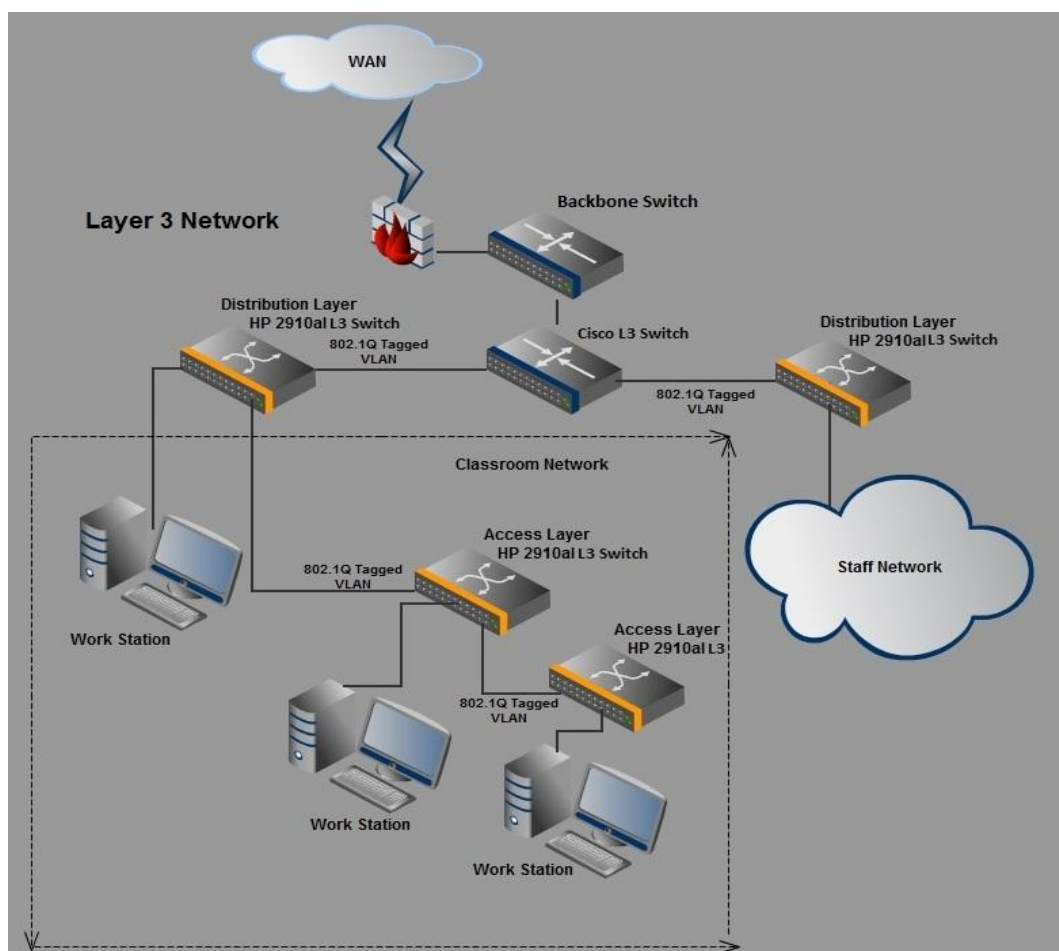 WAN
Layer 3 Network
Backbone Switch
Distribution Layer
HP 2910al L3 Switch
802.1Q Tagged
VLAN
Cisco L3 Switch
Distribution Layer
HP 2910al L3 Switch
802.1Q Tagged
VLAN
Classroom Network
Work Station
Access Layer
HP 2910al L3 Switch
802.1Q Tagged
VLAN
Staff Network
Access Layer
HP 2910al L3
802.1Q Tagged
VLAN
Work Station
Work Station